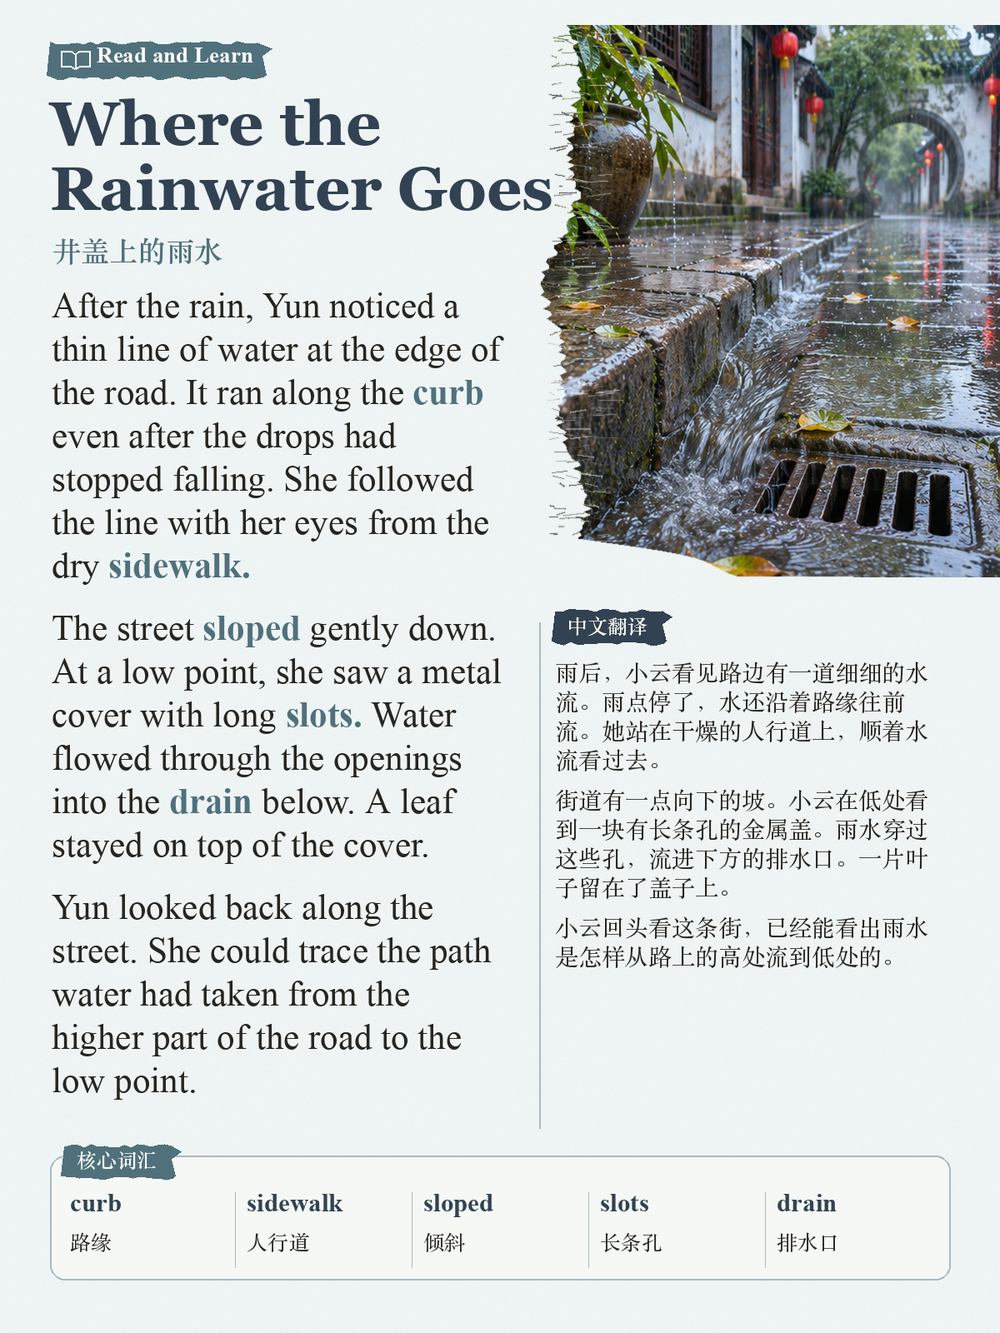 Read and Learn
Where the
Rainwater Goes
井盖上的雨水
After the rain, Yun noticed a
thin line of water at the edge of
the road. It ran along the curb
even after the drops had
stopped falling. She followed
the line with her eyes from the
dry sidewalk.
The street sloped gently down.
At a low point, she saw a metal
cover with long slots. Water
flowed through the openings
into the drain below. A leaf
stayed on top of the cover.
Yun looked back along the
street. She could trace the path
water had taken from the
higher part of the road to the
low point.
中文翻译
雨后，小云看见路边有一道细细的水
流。雨点停了，水还沿着路缘往前
流。她站在干燥的人行道上，顺着水
流看过去。
街道有一点向下的坡。小云在低处看
到一块有长条孔的金属盖。雨水穿过
这些孔，流进下方的排水口。一片叶
子留在了盖子上。
小云回头看这条街，已经能看出雨水
是怎样从路上的高处流到低处的。
核心词汇
curb
路缘
sidewalk
人行道
sloped
倾斜
slots
长条孔
drain
排水口